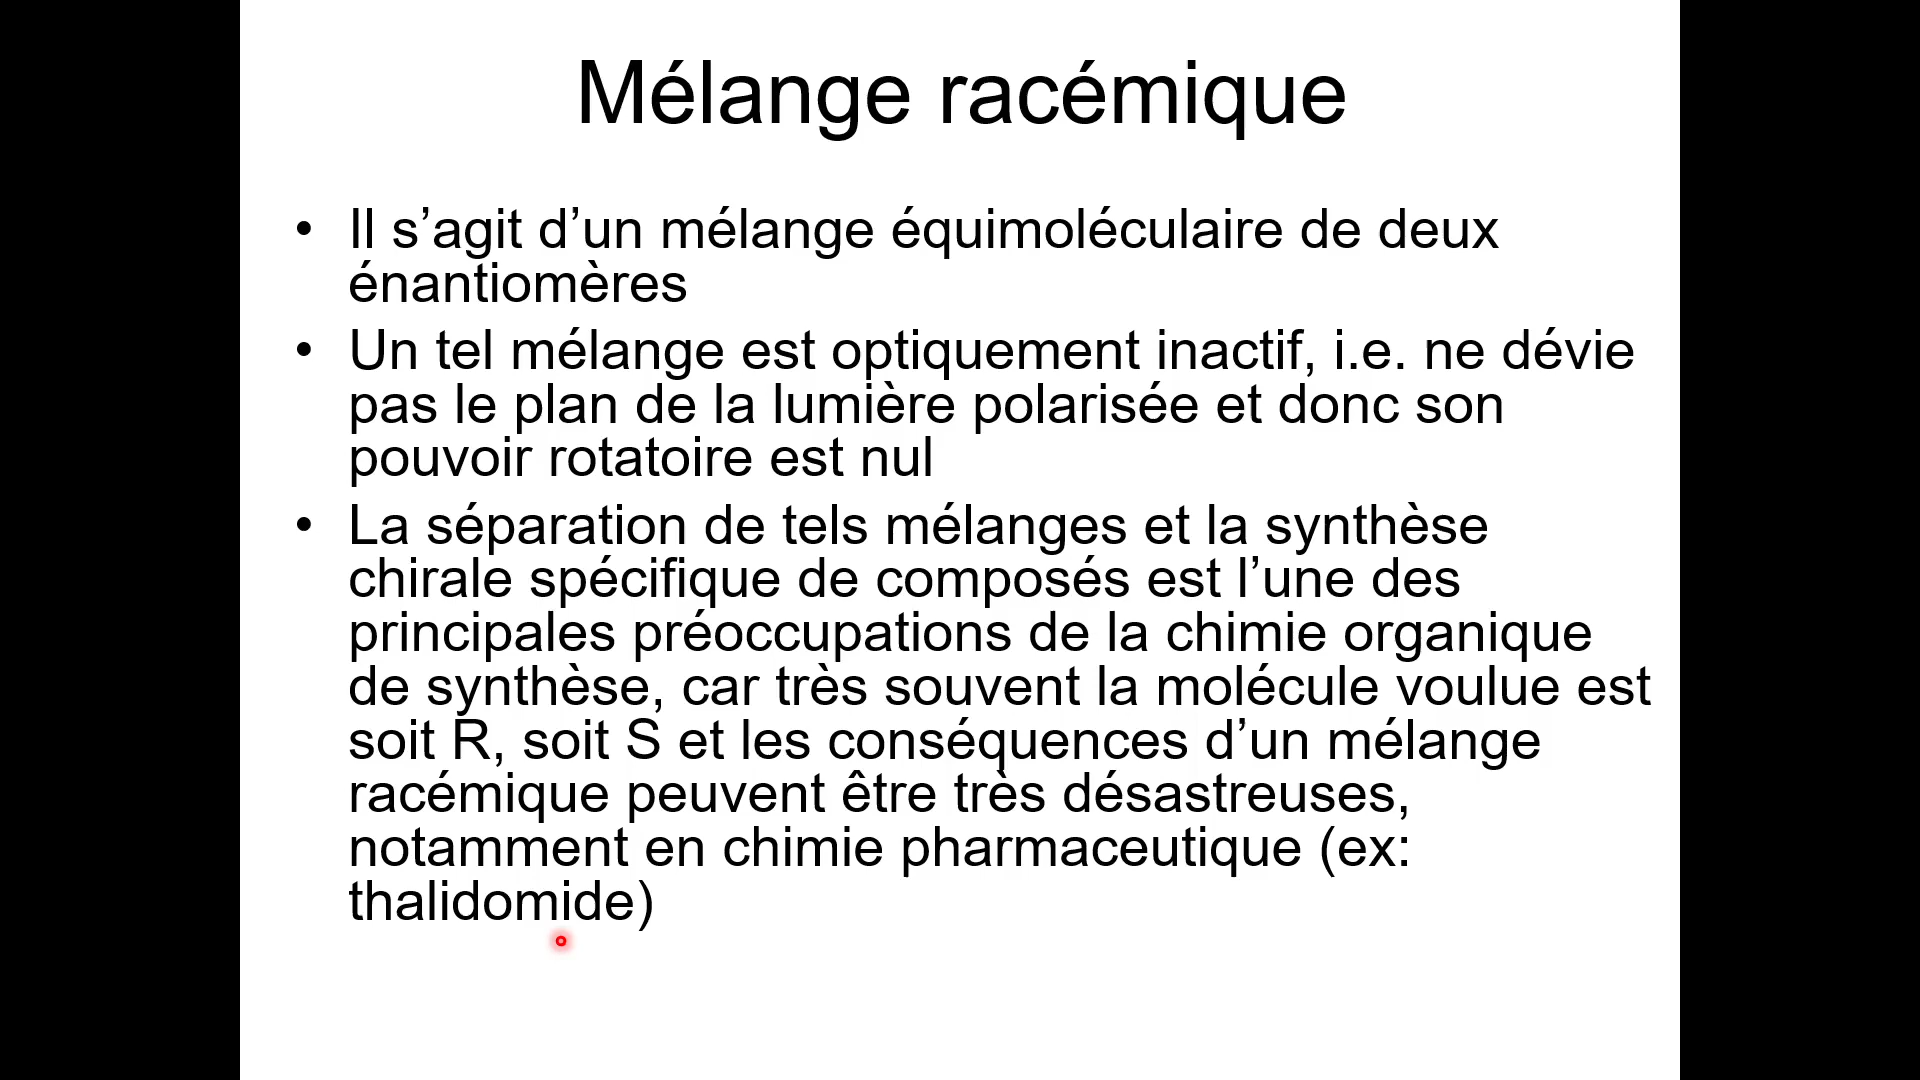 Mélange racémique
• Il s’agit d’un mélange équimoléculaire de deux
énantiomères
• Un tel mélange est optiquement inactif, i.e. ne dévie
pas le plan de la lumière polarisée et donc son
pouvoir rotatoire est nul
• La séparation de tels mélanges et la synthèse
chirale spécifique de composés est l’une des
principales préoccupations de la chimie organique
de synthèse, car très souvent la molécule voulue est
soit R, soit S et les conséquences d’un mélange
racémique peuvent être très désastreuses,
notamment en chimie pharmaceutique (ex:
thalidomide)